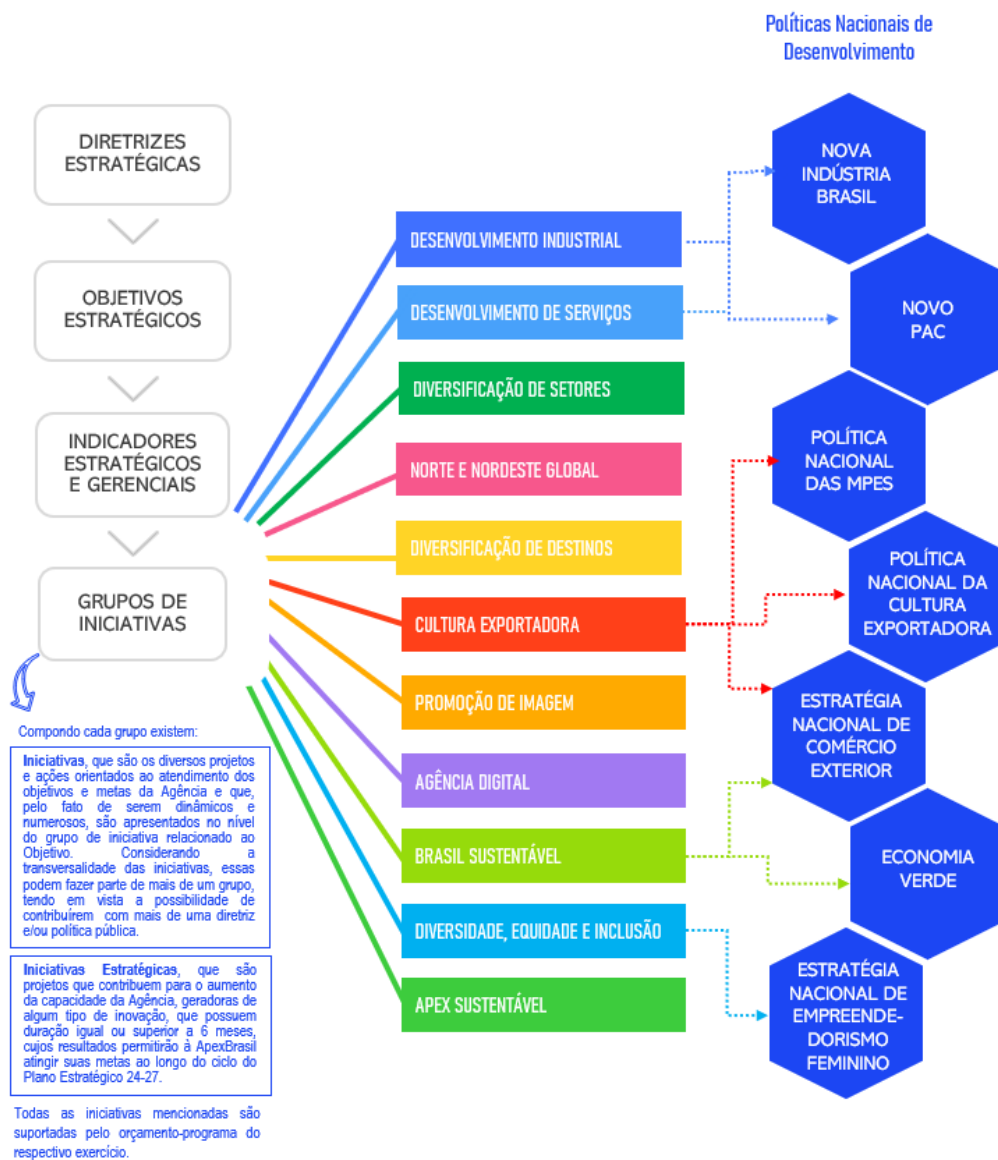 Políticas Nacionais de
Desenvolvimento
DIRETRIZES
ESTRATÉGICAS
OBJETIVOS
ESTRATÉGICOS
INDICADORES
ESTRATÉGICOS
E GERENCIAIS
GRUPOS DE
INICIATIVAS
Compondo cada grupo existem:
Iniciativas, que são os diversos projetos
e ações orientados ao atendimento dos
objetivos e metas da Agência e que,
pelo fato de serem dinâmicos e
numerosos, são apresentados no nível
do grupo de iniciativa relacionado ao
Objetivo. Considerando a
transversalidade das iniciativas, essas
podem fazer parte de mais de um grupo,
tendo em vista a possibilidade de
contribuírem com mais de uma diretriz
e/ou política pública.
Iniciativas Estratégicas, que são
projetos que contribuem para o aumento
da capacidade da Agência, geradoras de
algum tipo de inovação, que possuem
duração igual ou superior a 6 meses,
cujos resultados permitirão à ApexBrasil
atingir suas metas ao longo do ciclo do
Plano Estratégico 24-27.
Todas as iniciativas mencionadas são
suportadas pelo orçamento-programa do
respectivo exercício.
DESENVOLVIMENTO INDUSTRIAL
DESENVOLVIMENTO DE SERVIÇOS
DIVERSIFICAÇÃO DE SETORES
NORTE E NORDESTE GLOBAL
DIVERSIFICAÇÃO DE DESTINOS
CULTURA EXPORTADORA
PROMOÇÃO DE IMAGEM
AGÊNCIA DIGITAL
BRASIL SUSTENTÁVEL
DIVERSIDADE, EQUIDADE E INCLUSÃO
APEX SUSTENTÁVEL
NOVA
INDÚSTRIA
BRASIL
NOVO
PAC
POLÍTICA
NACIONAL
DAS MPES
POLÍTICA
NACIONAL DA
CULTURA
EXPORTADORA
ESTRATÉGIA
NACIONAL DE
COMÉRCIO
EXTERIOR
ECONOMIA
VERDE
ESTRATÉGIA
NACIONAL DE
EMPREENDE-
DORISMO
FEMININO